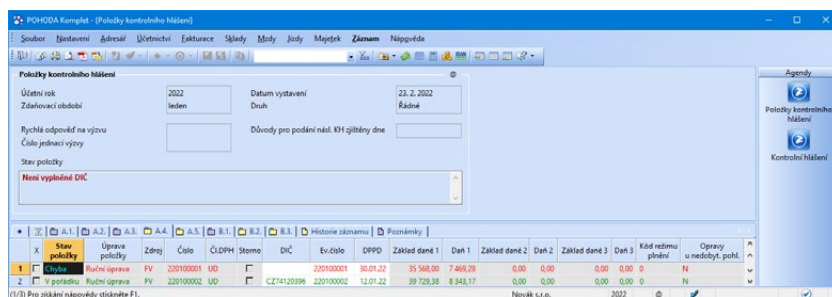 POHODA Komplet - [Položky kontrolního hlášení]
Soubor Nastavení Adresář Účetnictví Fakturace Sklady Mzdy Jízdy Majetek Záznam Nápověda
Položky kontrolního hlášení
Agendy
Účetní rok 2022 Datum vystavení 23. 2. 2022
Zdaňovací období leden Druh Řádné
Položky kontrolního hlášení
Rychlá odpověď na výzvu Důvody pro podání násl. KH zjištěny dne
Číslo jednací výzvy
Kontrolní hlášení
Stav položky
Není vyplněné DIČ
A.1. A.2. A.3. A.4. A.5. B.1. B.2. B.3. Historie záznamu Poznámky
X Stav položky Úprava položky Zdroj Číslo Čl.DPH Storno DIČ Ev.číslo DPPD Základ daně 1 Daň 1 Základ daně 2 Daň 2 Základ daně 3 Daň 3 Kód režimu plnění Opravy u nedobyt. pohl.
1 Chyba Ruční úprava FV 220100001 UD 220100001 30.01.22 35 568,00 7 469,28 0,00 0,00 0,00 0,00 0 N
2 V pořádku Ruční úprava FV 220100002 UD CZ74120396 220100002 12.01.22 39 729,38 8 343,17 0,00 0,00 0,00 0,00 0 N
(1/3) Pro získání nápovědy stiskněte F1. Novák s.r.o. 2022